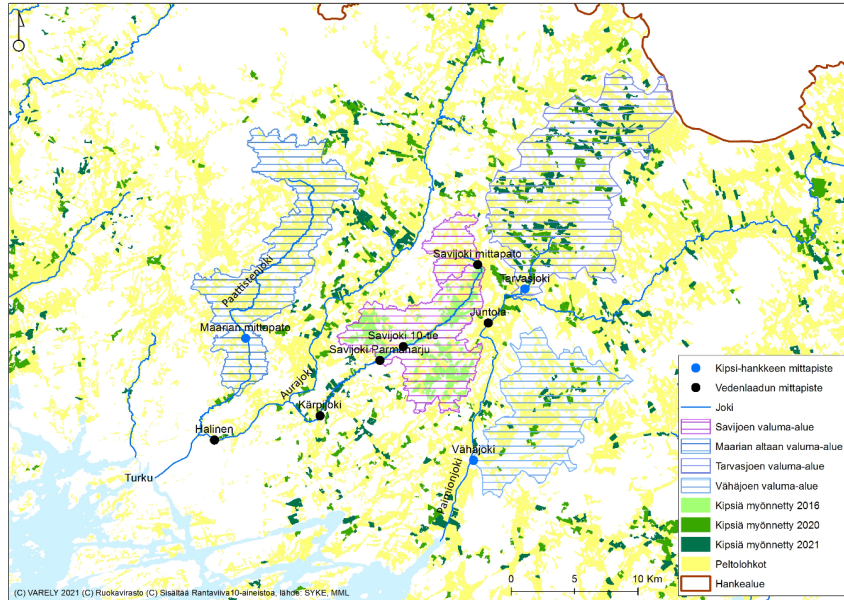 Paattistenjoki
Savijoki mittapato
Tarvasjoki
Juntola
Maarian mittapato
Savijoki 10-tie
Savijoki Parmaharju
Aurajoki
Kärpijoki
Halinen
Turku
Vähäjoki
Paimionjoki
Kipsi-hankkeen mittapiste
Vedenlaadun mittapiste
Joki
Savijoen valuma-alue
Maarian altaan valuma-alue
Tarvasjoen valuma-alue
Vähäjoen valuma-alue
Kipsiä myönnetty 2016
Kipsiä myönnetty 2020
Kipsiä myönnetty 2021
Peltolohkot
Hankealue
0 5 10 Km
(C) VARELY 2021 (C) Ruokavirasto (C) Sisältää Rantaviiva10-aineistoa, lähde: SYKE, MML